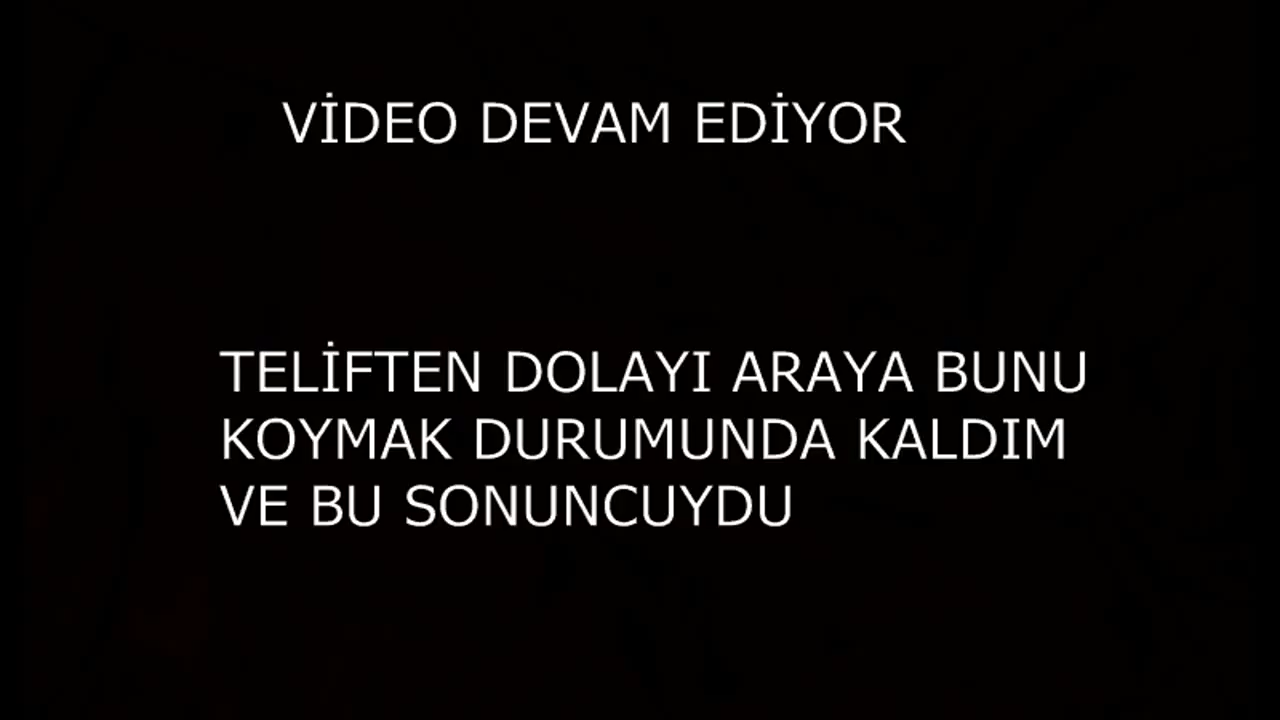 VİDEO DEVAM EDİYOR
TELİFTEN DOLAYI ARAYA BUNU
KOYMAK DURUMUNDA KALDIM
VE BU SONUNCUYDU